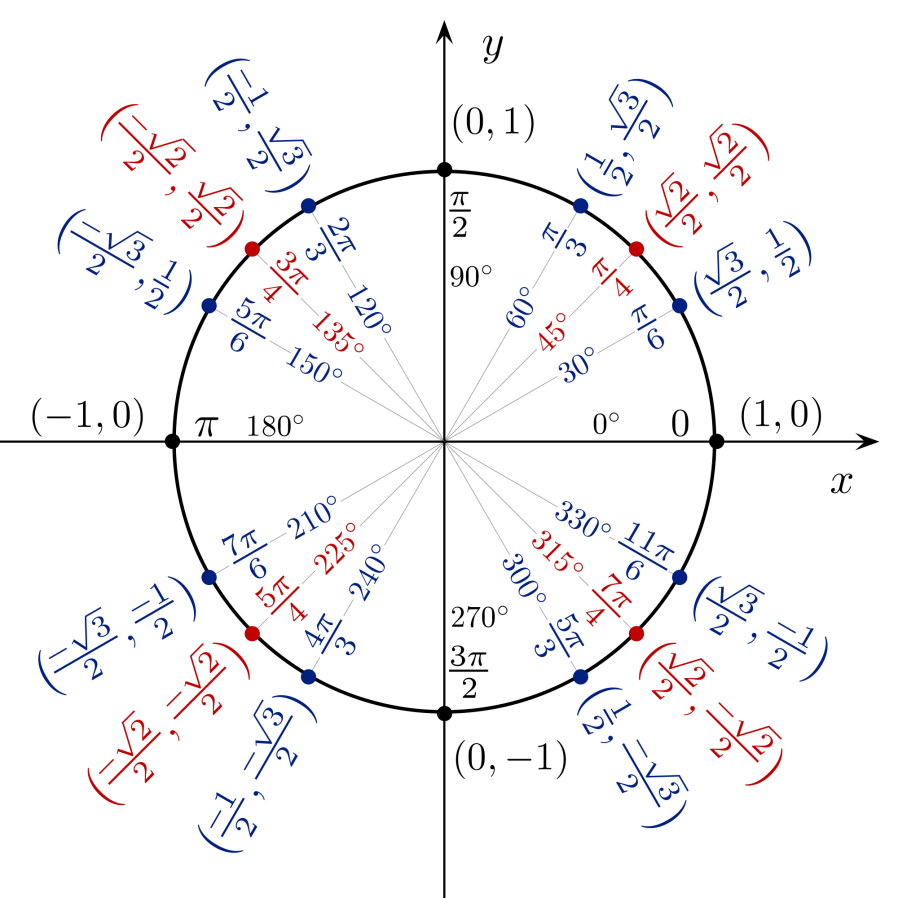 y
(0, 1)
π/2
90°
(1/2, √3/2)
π/3
60°
(√2/2, √2/2)
π/4
45°
(√3/2, 1/2)
π/6
30°
(−1/2, √3/2)
2π/3
120°
(−√2/2, √2/2)
3π/4
135°
(−√3/2, 1/2)
5π/6
150°
(−1, 0) π 180° 0° 0 (1, 0)
x
7π/6
210°
(−√3/2, −1/2)
5π/4
225°
(−√2/2, −√2/2)
4π/3
240°
(−1/2, −√3/2)
270°
3π/2
(0, −1)
300°
5π/3
(1/2, −√3/2)
315°
7π/4
(√2/2, −√2/2)
330°
11π/6
(√3/2, −1/2)